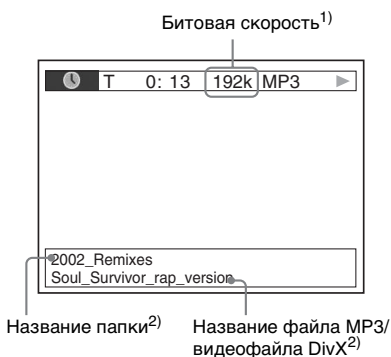 Битовая скорость1)
T 0: 13 192k MP3
2002_Remixes
Soul_Survivor_rap_version
Название папки2)
Название файла MP3/
видеофайла DivX2)